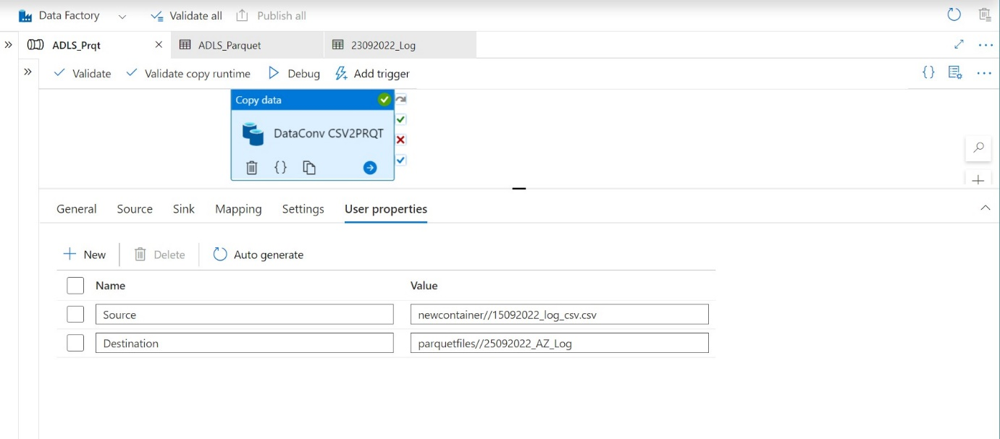 Data Factory Validate all Publish all
ADLS_Prqt ADLS_Parquet 23092022_Log
Validate Validate copy runtime Debug Add trigger
Copy data
DataConv CSV2PRQT
General Source Sink Mapping Settings User properties
New Delete Auto generate
Name Value
Source newcontainer//15092022_log_csv.csv
Destination parquetfiles//25092022_AZ_Log